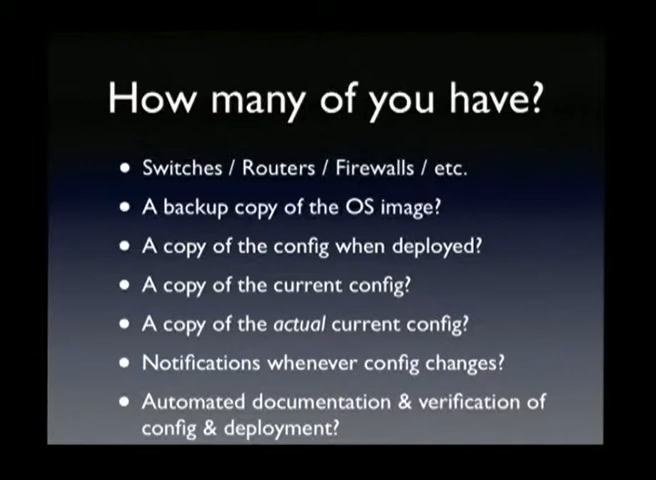 How many of you have?
• Switches / Routers / Firewalls / etc.
• A backup copy of the OS image?
• A copy of the config when deployed?
• A copy of the current config?
• A copy of the actual current config?
• Notifications whenever config changes?
• Automated documentation & verification of
config & deployment?